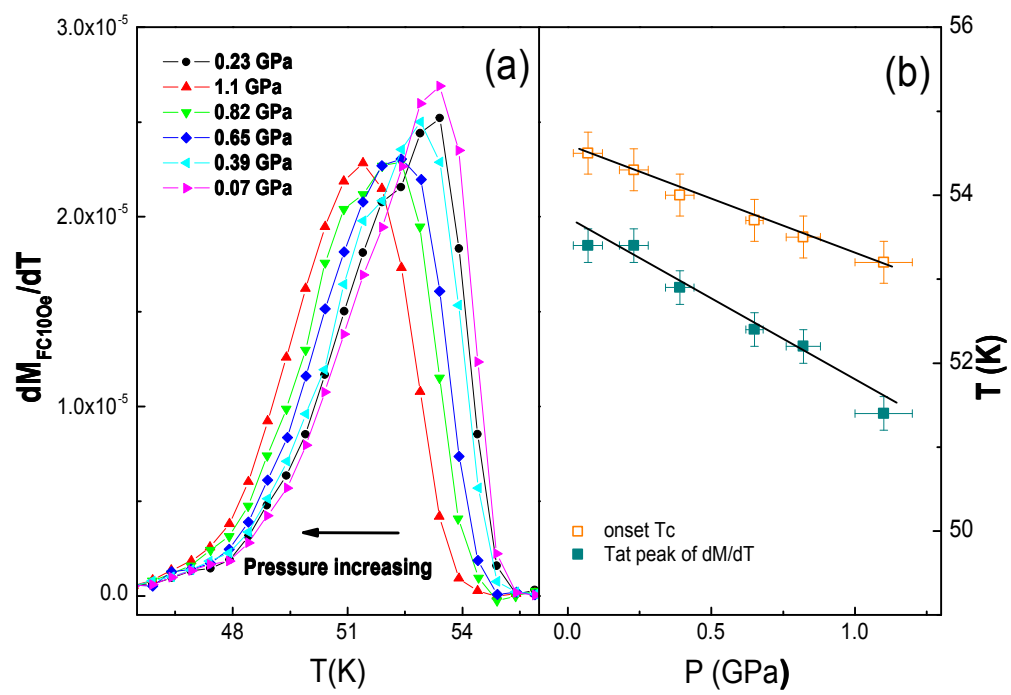 3.0x10-5
2.0x10-5
1.0x10-5
0.0
dMFC10Oe/dT
(a)
0.23 GPa
1.1 GPa
0.82 GPa
0.65 GPa
0.39 GPa
0.07 GPa
Pressure increasing
48 51 54
T(K)
(b)
onset Tc
Tat peak of dM/dT
0.0 0.5 1.0
P (GPa)
56
54
52
50
T (K)